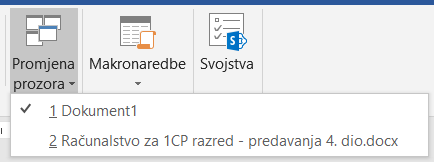 Promjena
prozora
Makronaredbe
Svojstva
1 Dokument1
2 Računalstvo za 1CP razred - predavanja 4. dio.docx